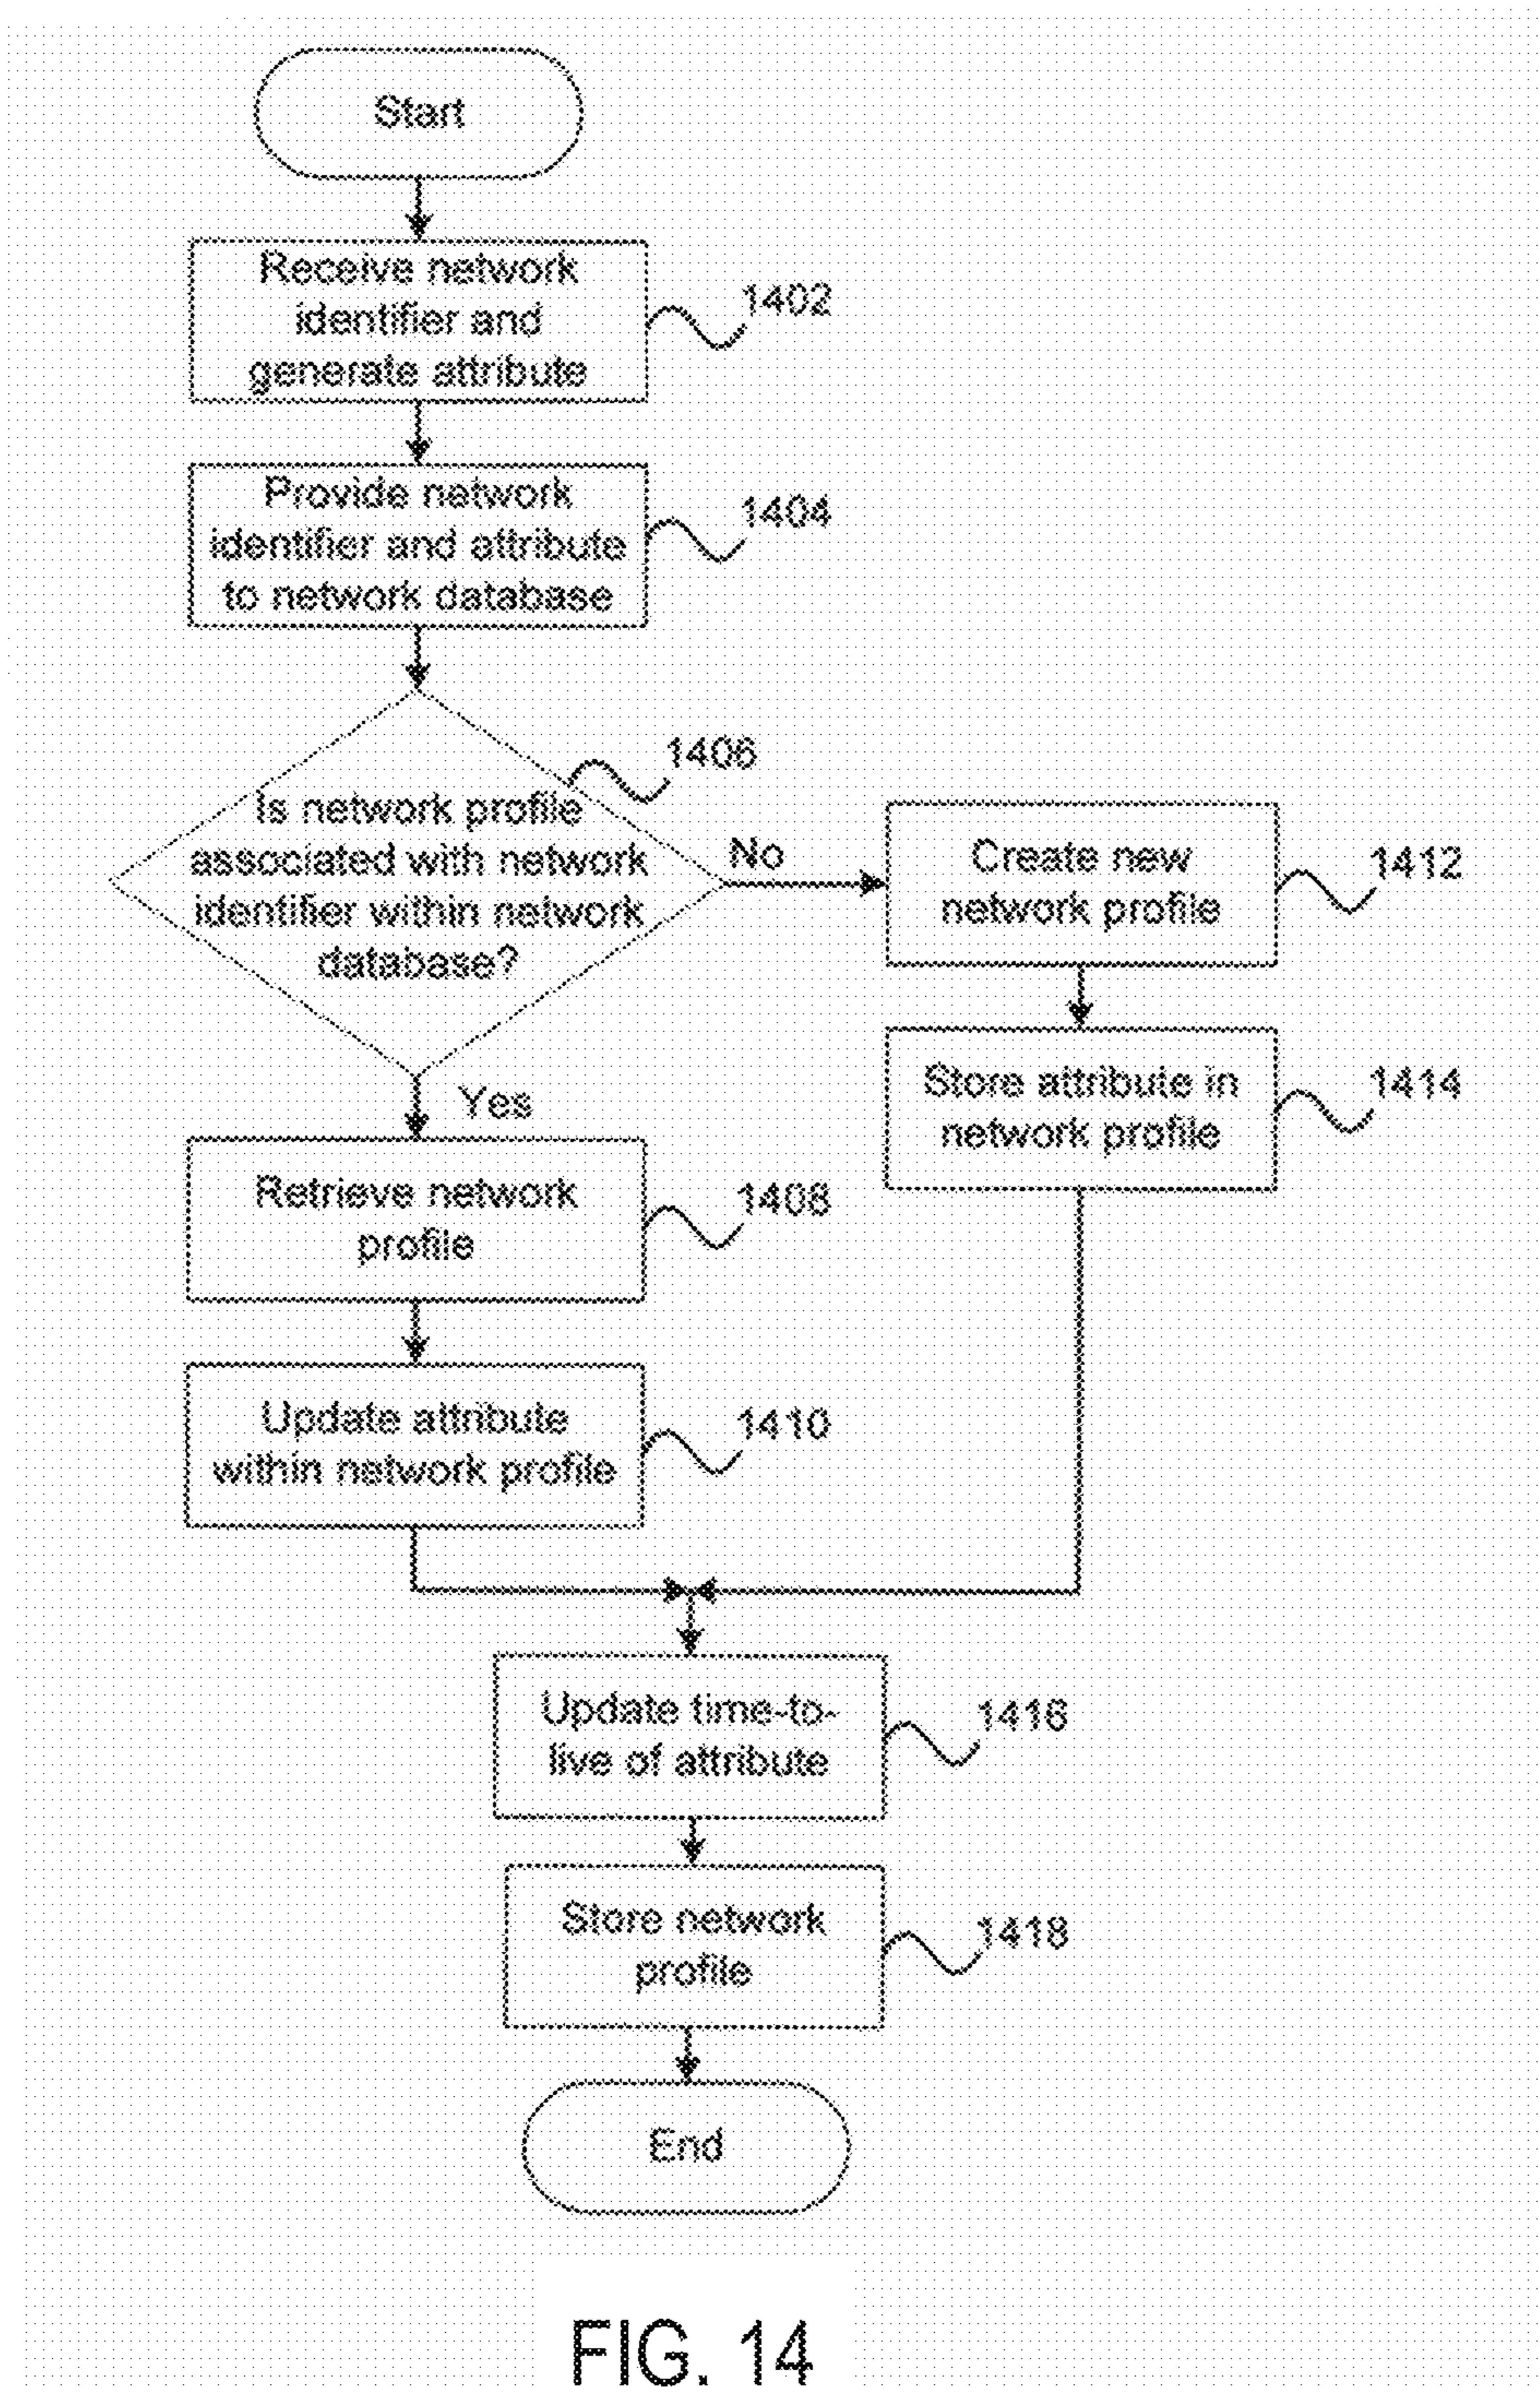 Start
Receive network
identifier and
generate attribute
1402
Provide network
identifier and attribute
to network database
1404
1406
Is network profile
associated with network
identifier within network
database?
No
Create new
network profile
1412
Yes
Store attribute in
network profile
1414
Retrieve network
profile
1408
Update attribute
within network profile
1410
Update time-to-
live of attribute
1416
Store network
profile
1418
End
FIG. 14